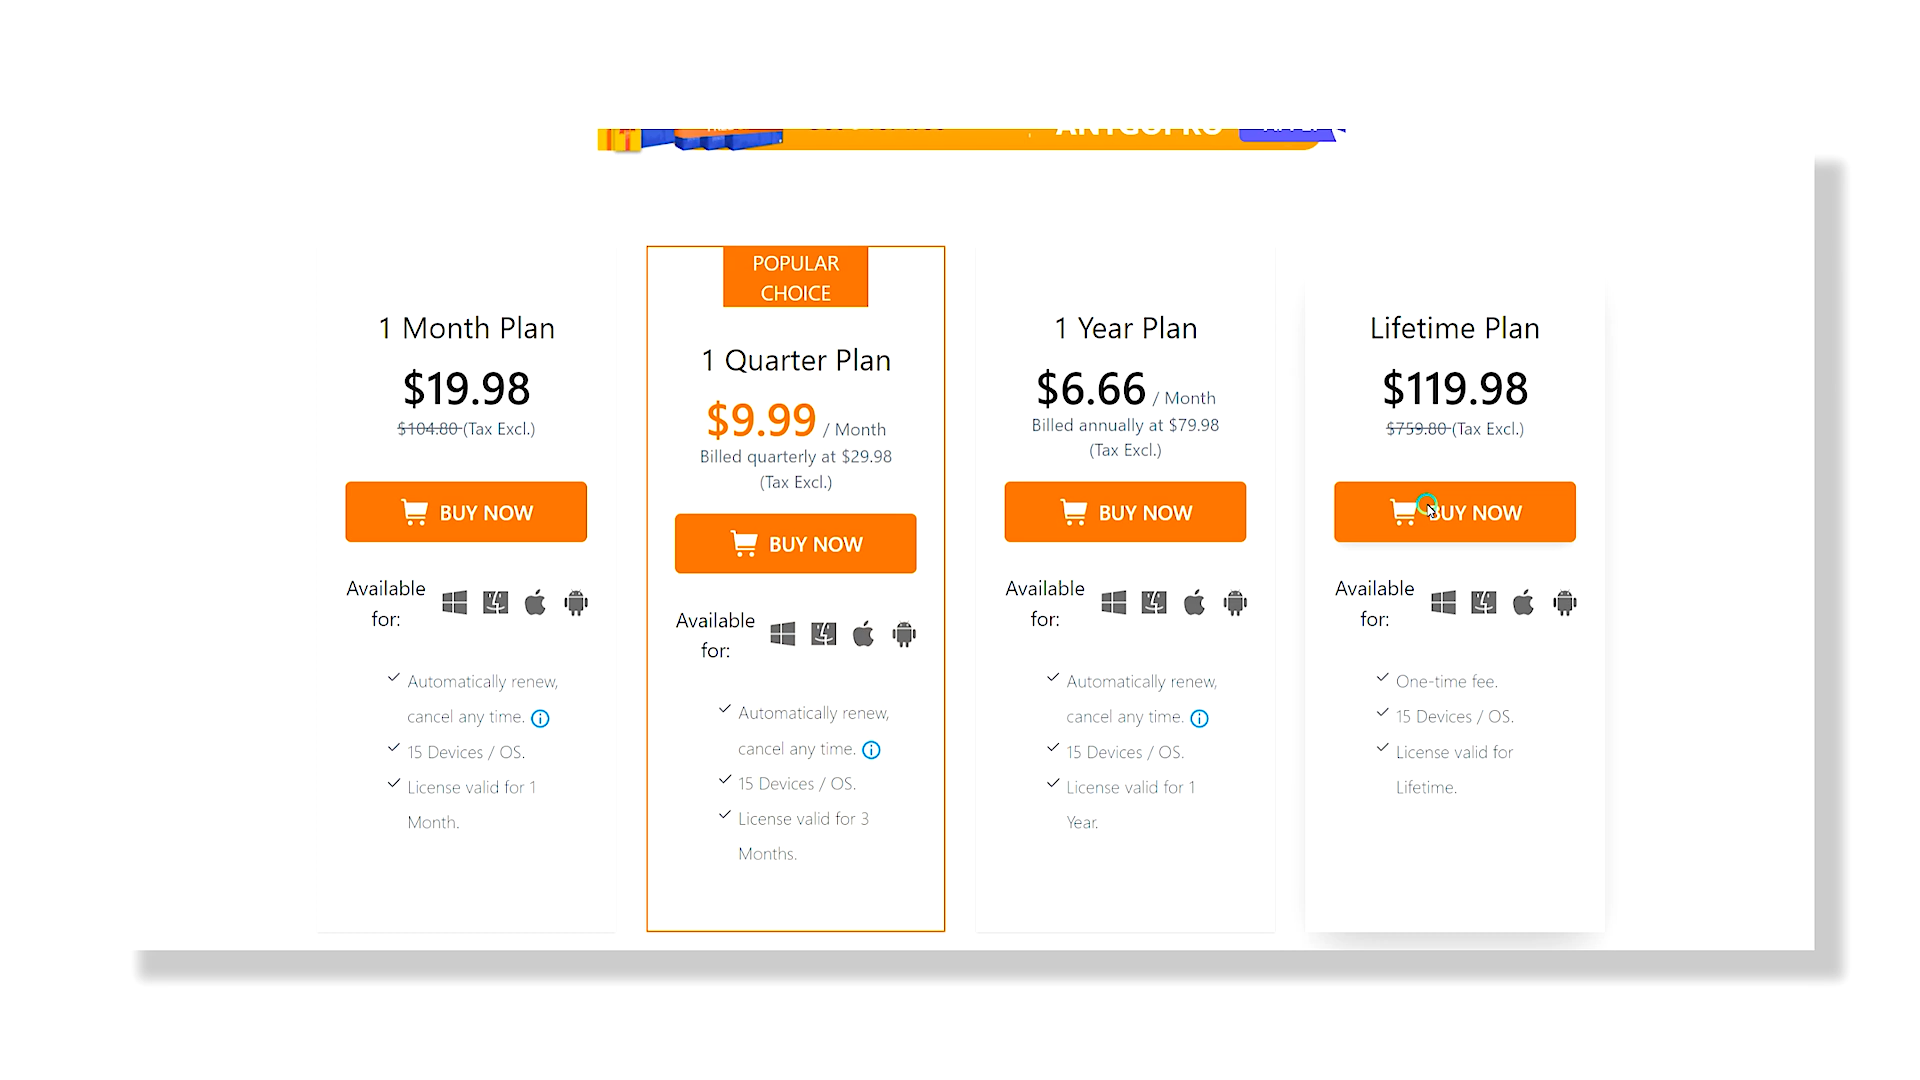 ANYGOPRO
1 Month Plan
$19.98
$104.80 (Tax Excl.)
BUY NOW
Available
for:
Automatically renew,
cancel any time.
15 Devices / OS.
License valid for 1
Month.
POPULAR
CHOICE
1 Quarter Plan
$9.99 / Month
Billed quarterly at $29.98
(Tax Excl.)
BUY NOW
Available
for:
Automatically renew,
cancel any time.
15 Devices / OS.
License valid for 3
Months.
1 Year Plan
$6.66 / Month
Billed annually at $79.98
(Tax Excl.)
BUY NOW
Available
for:
Automatically renew,
cancel any time.
15 Devices / OS.
License valid for 1
Year.
Lifetime Plan
$119.98
$759.80 (Tax Excl.)
BUY NOW
Available
for:
One-time fee.
15 Devices / OS.
License valid for
Lifetime.